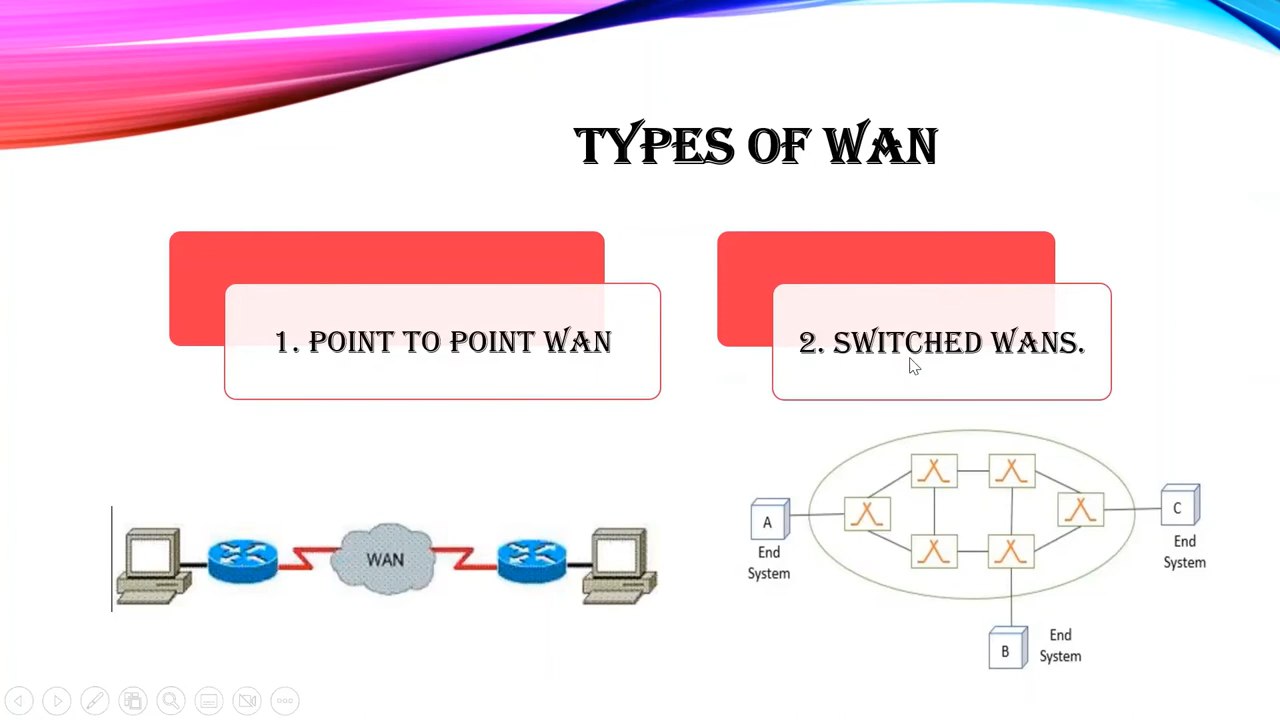 TYPES OF WAN
1. POINT TO POINT WAN
2. SWITCHED WANS.
WAN
A
End
System
C
End
System
B
End
System